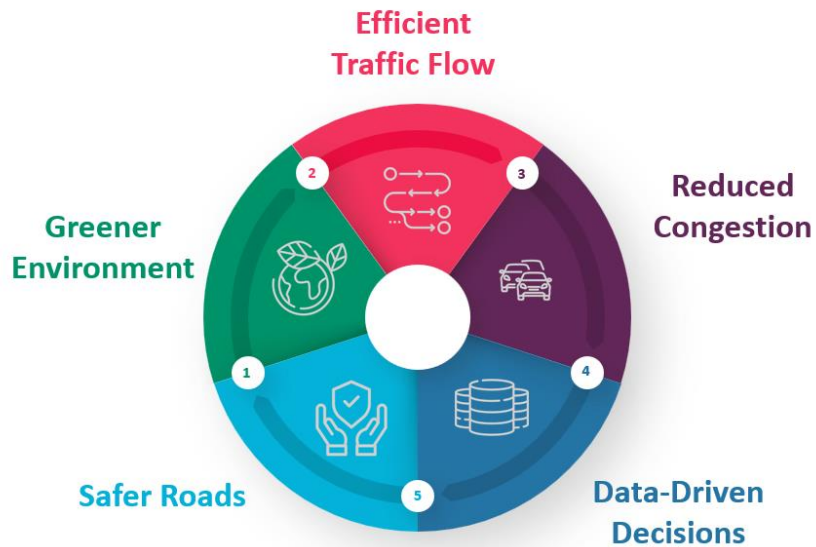 Efficient
Traffic Flow
2
3
Reduced
Congestion
Greener
Environment
1
4
Safer Roads
5
Data-Driven
Decisions